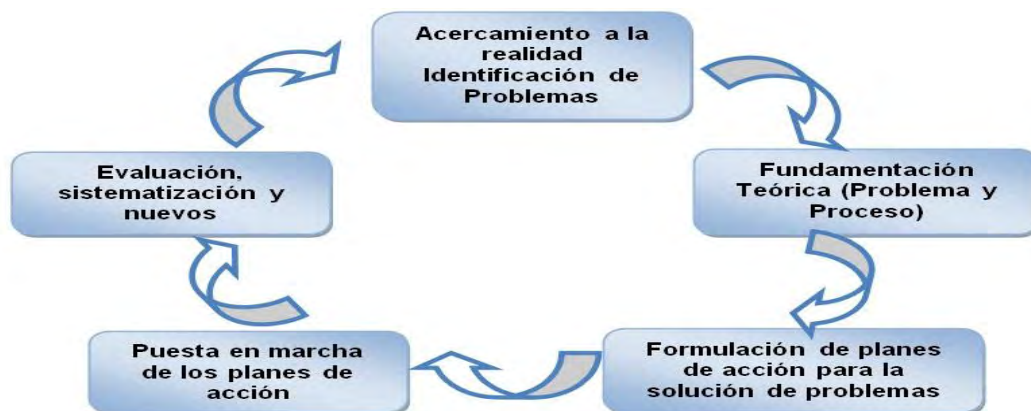 Acercamiento a la
realidad
Identificación de
Problemas
Fundamentación
Teórica (Problema y
Proceso)
Formulación de planes
de acción para la
solución de problemas
Puesta en marcha
de los planes de
acción
Evaluación,
sistematización y
nuevos